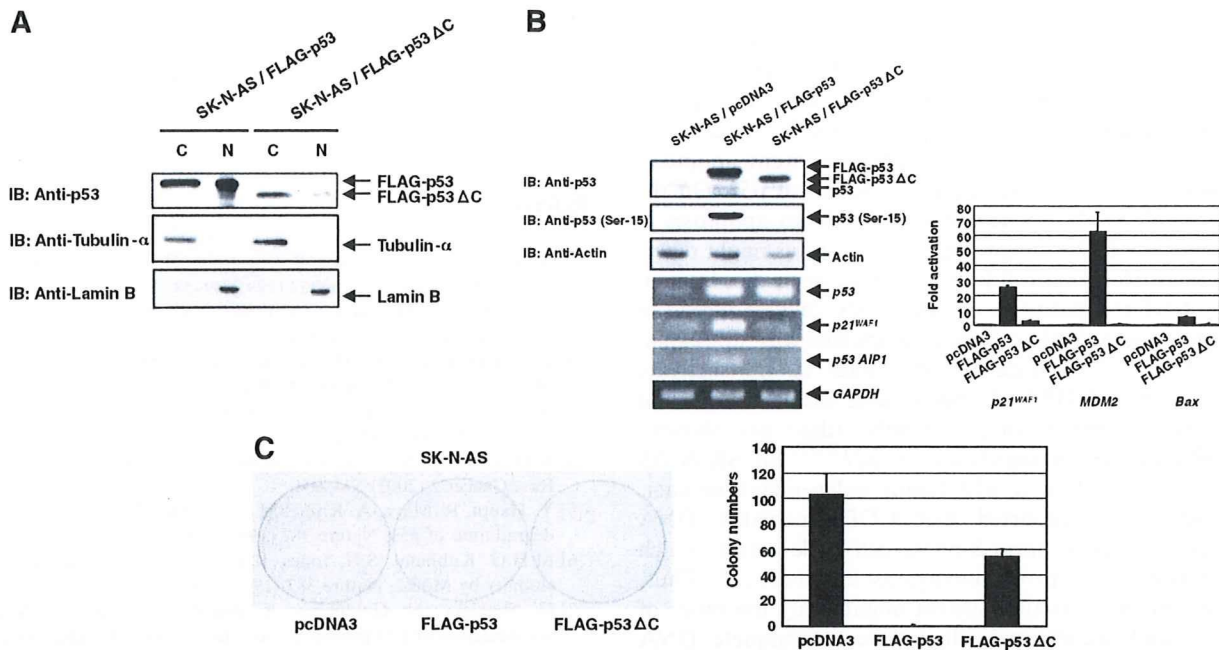 A
SK-N-AS / FLAG-p53
SK-N-AS / FLAG-p53 ΔC
C N C N
IB: Anti-p53
FLAG-p53
FLAG-p53 ΔC
IB: Anti-Tubulin-α
Tubulin-α
IB: Anti-Lamin B
Lamin B
B
SK-N-AS / pcDNA3
SK-N-AS / FLAG-p53
SK-N-AS / FLAG-p53 ΔC
IB: Anti-p53
FLAG-p53
FLAG-p53 ΔC
p53
IB: Anti-p53 (Ser-15)
p53 (Ser-15)
IB: Anti-Actin
Actin
p53
p21WAF1
p53 AIP1
GAPDH
Fold activation
80
70
60
50
40
30
20
10
0
pcDNA3
FLAG-p53
FLAG-p53 ΔC
pcDNA3
FLAG-p53
FLAG-p53 ΔC
pcDNA3
FLAG-p53
FLAG-p53 ΔC
p21WAF1 MDM2 Bax
C
SK-N-AS
pcDNA3 FLAG-p53 FLAG-p53 ΔC
Colony numbers
140
120
100
80
60
40
20
0
pcDNA3 FLAG-p53 FLAG-p53 ΔC